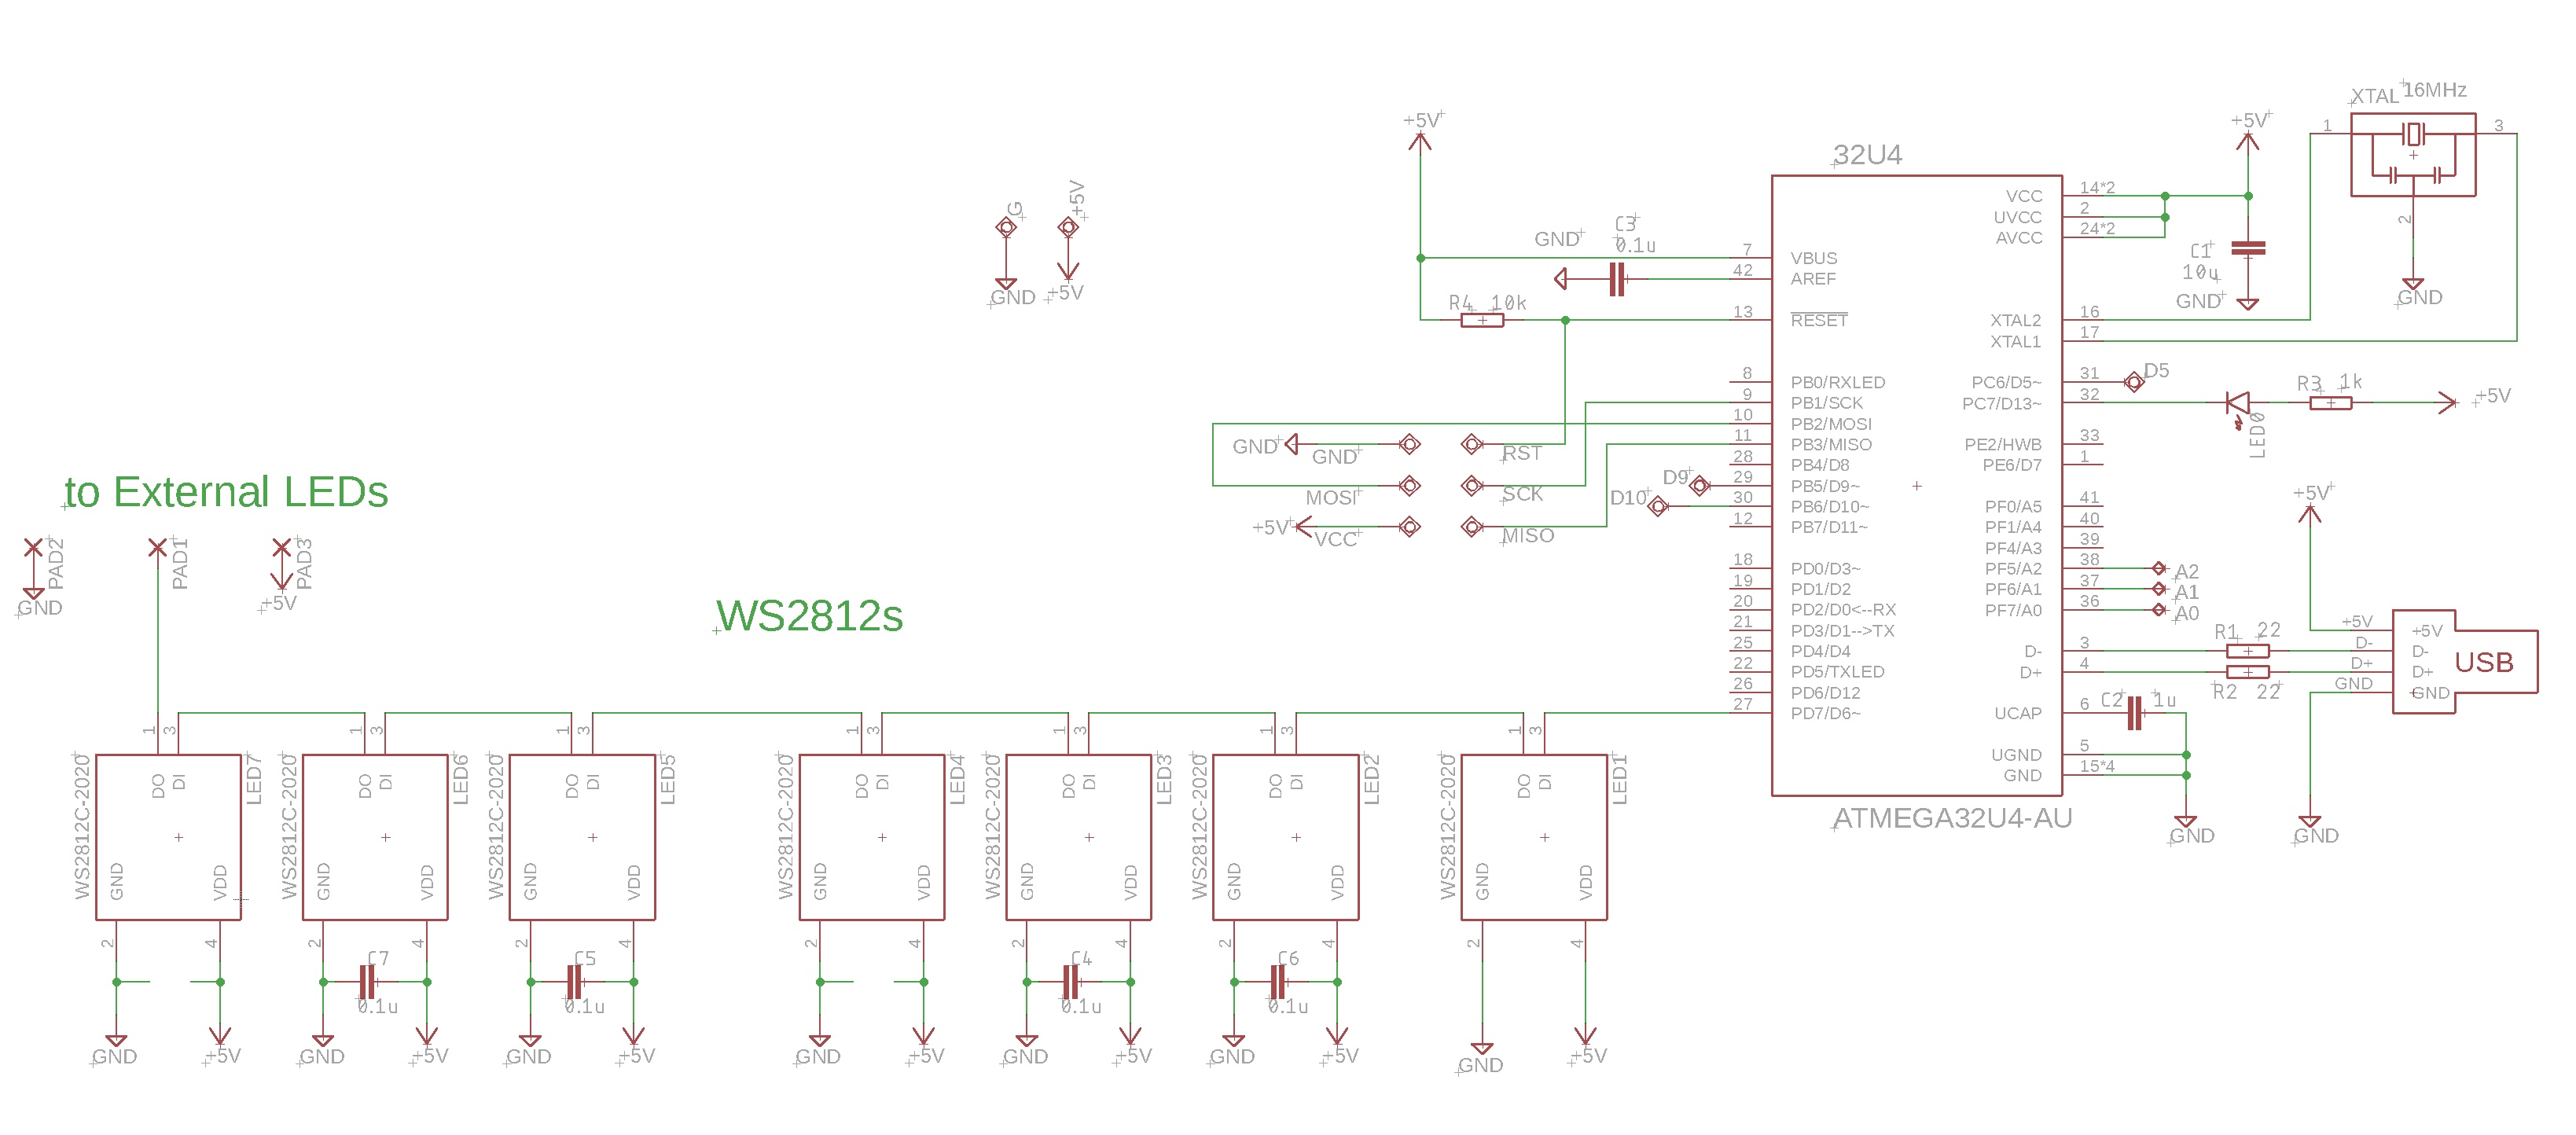 XTAL 16MHz
1
3
2
GND
+5V
+5V
32U4
G
+5V
GND
+5V
GND
C3
0.1u
R4 10k
7
42
13
8
9
10
11
28
29
30
12
18
19
20
21
25
22
26
27
VBUS
AREF
RESET
PB0/RXLED
PB1/SCK
PB2/MOSI
PB3/MISO
PB4/D8
PB5/D9~
PB6/D10~
PB7/D11~
PD0/D3~
PD1/D2
PD2/D0<--RX
PD3/D1-->TX
PD4/D4
PD5/TXLED
PD6/D12
PD7/D6~
VCC
UVCC
AVCC
XTAL2
XTAL1
PC6/D5~
PC7/D13~
PE2/HWB
PE6/D7
PF0/A5
PF1/A4
PF4/A3
PF5/A2
PF6/A1
PF7/A0
D-
D+
UCAP
UGND
GND
14*2
2
24*2
16
17
31
32
33
1
41
40
39
38
37
36
3
4
6
5
15*4
ATMEGA32U4-AU
C1
10u
GND
D5
LED0
R3 1k
+5V
GND
GND
RST
MOSI
SCK
+5V
VCC
MISO
D9
D10
A2
A1
A0
+5V
R1 22
R2 22
C2 1u
GND
+5V
D-
D+
GND
+5V
D-
D+
GND
USB
GND
to External LEDs
PAD2
PAD1
PAD3
GND
+5V
WS2812s
1
3
1
3
1
3
1
3
1
3
1
3
1
3
WS2812C-2020
DO
DI
GND
VDD
LED7
WS2812C-2020
DO
DI
GND
VDD
LED6
WS2812C-2020
DO
DI
GND
VDD
LED5
WS2812C-2020
DO
DI
GND
VDD
LED4
WS2812C-2020
DO
DI
GND
VDD
LED3
WS2812C-2020
DO
DI
GND
VDD
LED2
WS2812C-2020
DO
DI
GND
VDD
LED1
2
4
2
4
2
4
2
4
2
4
2
4
2
4
C7
0.1u
C5
0.1u
C4
0.1u
C6
0.1u
GND
+5V
GND
+5V
GND
+5V
GND
+5V
GND
+5V
GND
+5V
GND
+5V